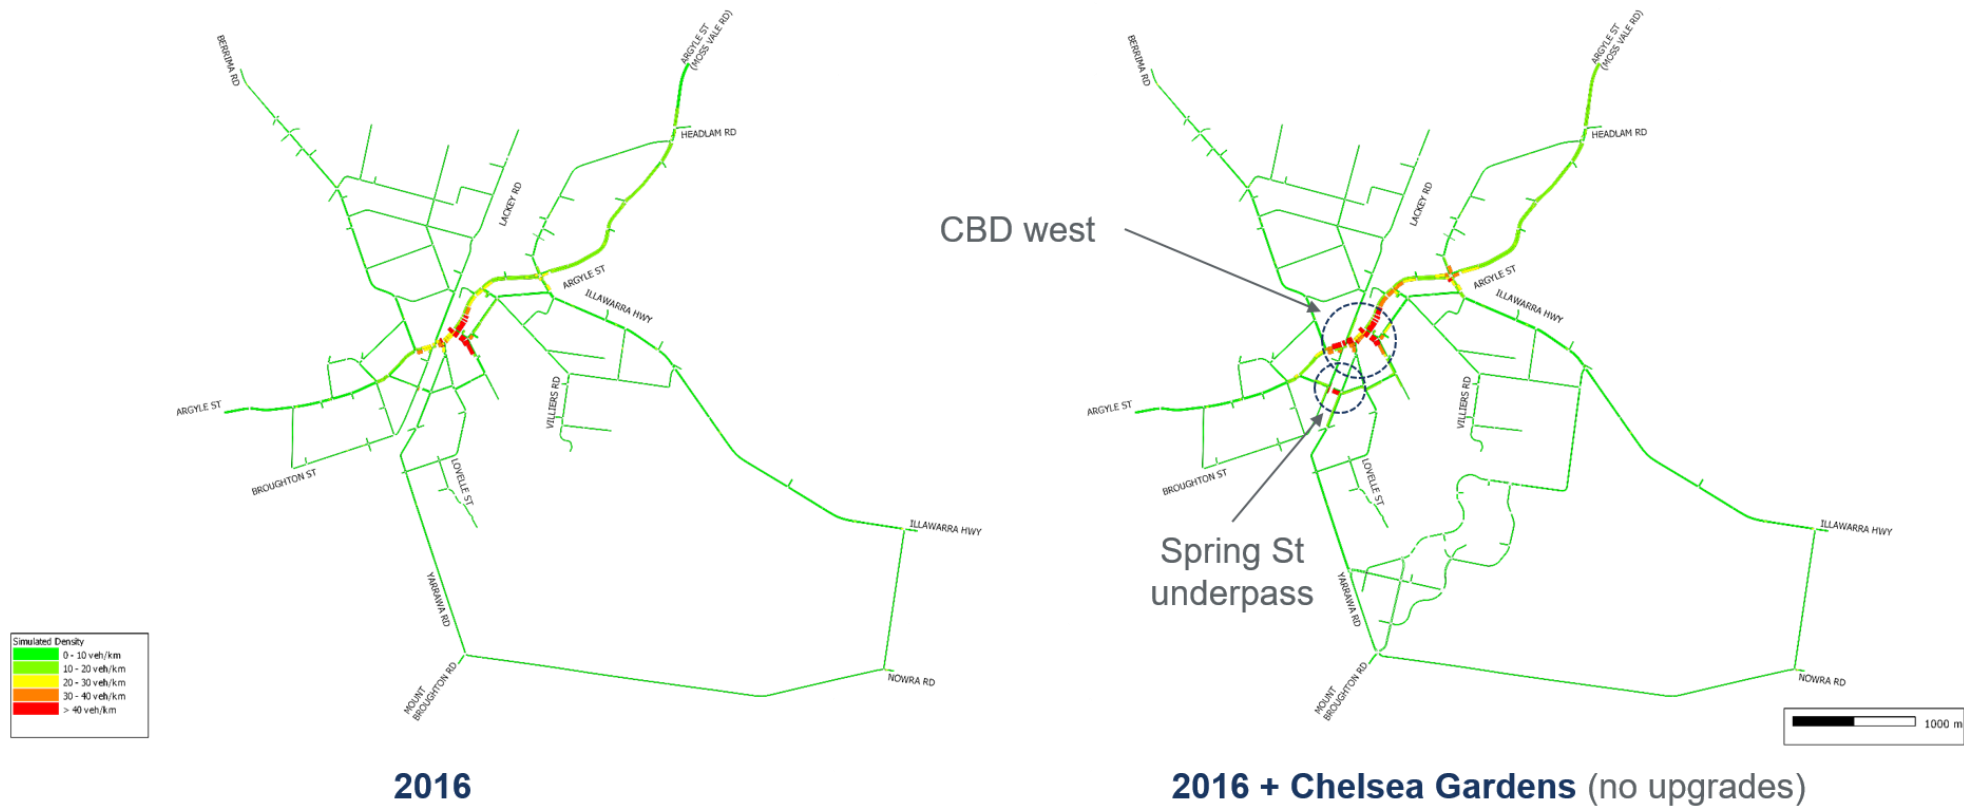 BERRIMA RD
ARGYLE ST
(MOSS VALE RD)
HEADLAM RD
LACKEY RD
ARGYLE ST
ILLAWARRA HWY
ARGYLE ST
VILLIERS RD
BROUGHTON ST
LOVELLE ST
ILLAWARRA HWY
YARRAWA RD
MOUNT
BROUGHTON RD
NOWRA RD
Simulated Density
0 - 10 veh/km
10 - 20 veh/km
20 - 30 veh/km
30 - 40 veh/km
> 40 veh/km
2016
BERRIMA RD
ARGYLE ST
(MOSS VALE RD)
HEADLAM RD
LACKEY RD
CBD west
ARGYLE ST
ILLAWARRA HWY
ARGYLE ST
VILLIERS RD
BROUGHTON ST
LOVELLE ST
Spring St
underpass
ILLAWARRA HWY
YARRAWA RD
MOUNT
BROUGHTON RD
NOWRA RD
1000 m
2016 + Chelsea Gardens (no upgrades)